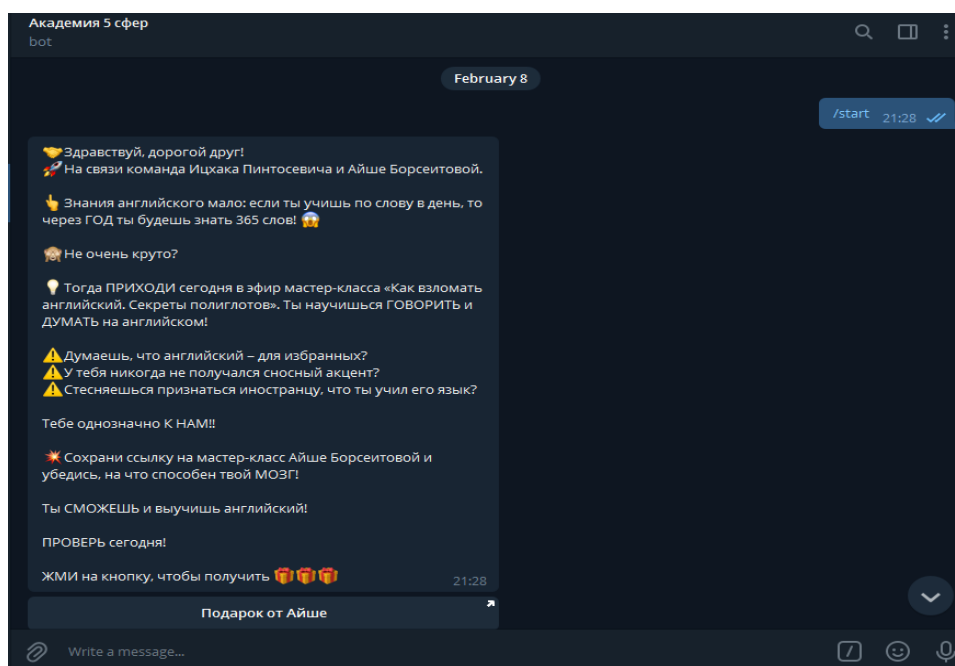 Академия 5 сфер
bot
February 8
/start 21:28
🤝Здравствуй, дорогой друг!
🚀На связи команда Ицхака Пинтосевича и Айше Борсеитовой.
👆Знания английского мало: если ты учишь по слову в день, то
через ГОД ты будешь знать 365 слов! 😱
🙈Не очень круто?
💡Тогда ПРИХОДИ сегодня в эфир мастер-класса «Как взломать
английский. Секреты полиглотов». Ты научишься ГОВОРИТЬ и
ДУМАТЬ на английском!
⚠️Думаешь, что английский – для избранных?
⚠️У тебя никогда не получался сносный акцент?
⚠️Стесняешься признаться иностранцу, что ты учил его язык?
Тебе однозначно К НАМ!!
💥Сохрани ссылку на мастер-класс Айше Борсеитовой и
убедись, на что способен твой МОЗГ!
Ты СМОЖЕШЬ и выучишь английский!
ПРОВЕРЬ сегодня!
ЖМИ на кнопку, чтобы получить 🎁🎁🎁
21:28
Подарок от Айше
Write a message...